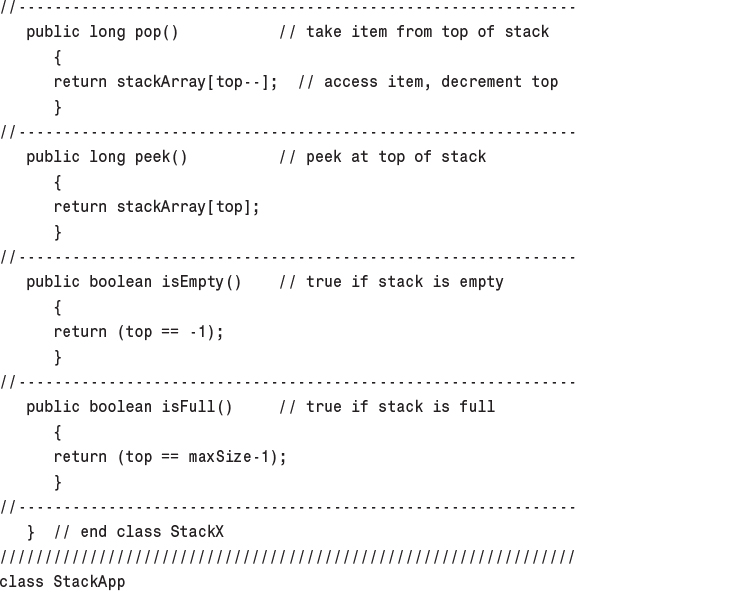 //--------------------------------------------------------------
public long pop() // take item from top of stack
{
return stackArray[top--]; // access item, decrement top
}
//--------------------------------------------------------------
public long peek() // peek at top of stack
{
return stackArray[top];
}
//--------------------------------------------------------------
public boolean isEmpty() // true if stack is empty
{
return (top == -1);
}
//--------------------------------------------------------------
public boolean isFull() // true if stack is full
{
return (top == maxSize-1);
}
//--------------------------------------------------------------
} // end class StackX
////////////////////////////////////////////////////////////////
class StackApp